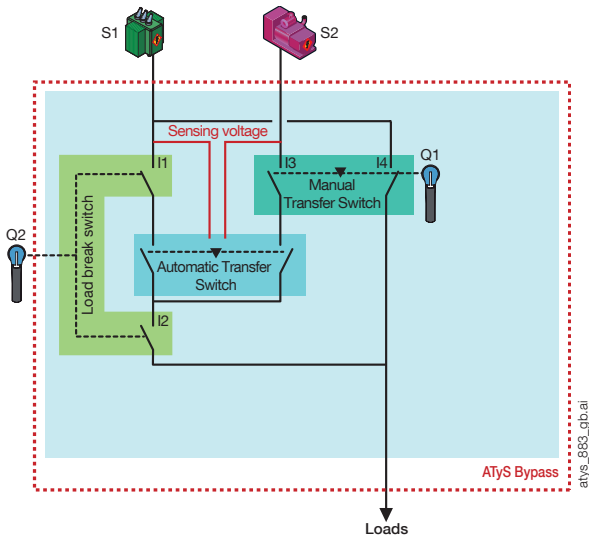 S1
S2
Sensing voltage
I1
I3
I4
Q1
Manual
Transfer Switch
Q2
Load break switch
Automatic Transfer
Switch
I2
ATyS Bypass
atys_883_gb.ai
Loads